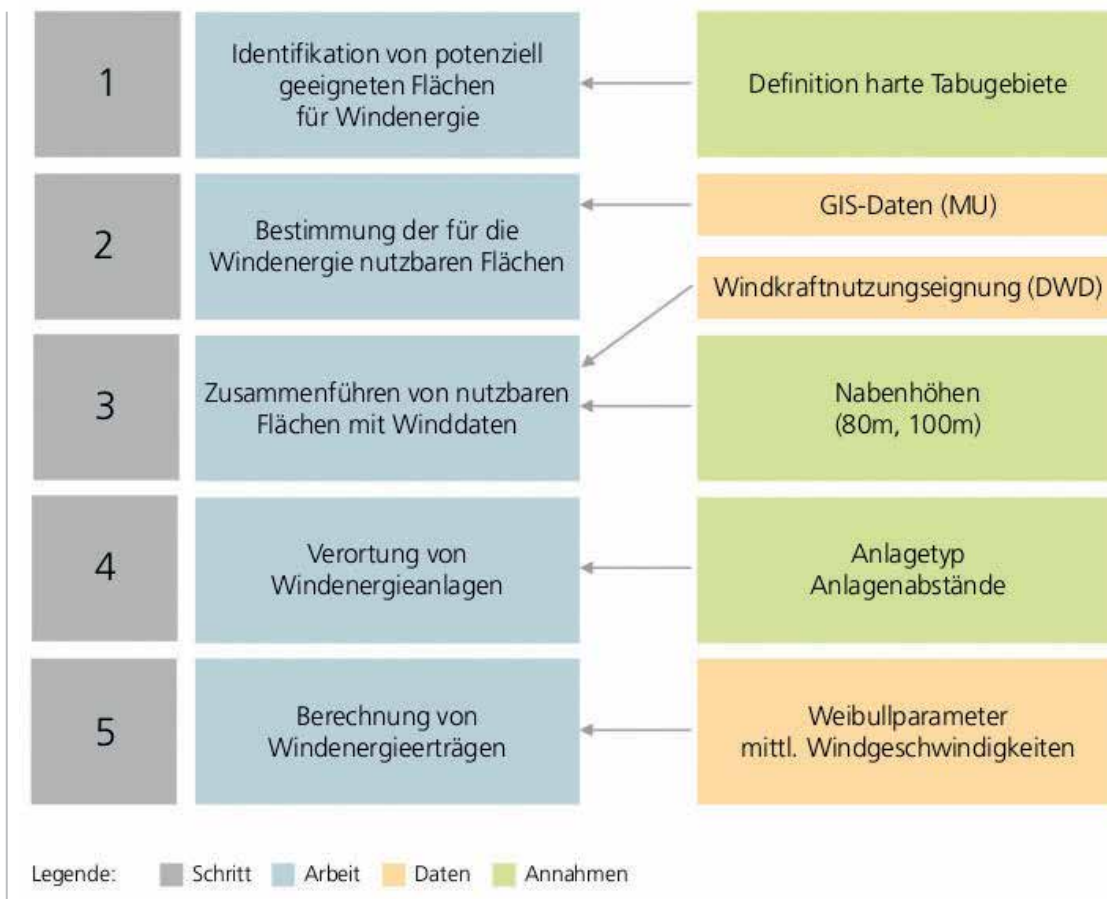 1
Identifikation von potenziell
geeigneten Flächen
für Windenergie
Definition harte Tabugebiete
2
Bestimmung der für die
Windenergie nutzbaren Flächen
GIS-Daten (MU)
Windkraftnutzungseignung (DWD)
3
Zusammenführen von nutzbaren
Flächen mit Winddaten
Nabenhöhen
(80m, 100m)
4
Verortung von
Windenergieanlagen
Anlagetyp
Anlagenabstände
5
Berechnung von
Windenergieerträgen
Weibullparameter
mittl. Windgeschwindigkeiten
Legende: Schritt Arbeit Daten Annahmen